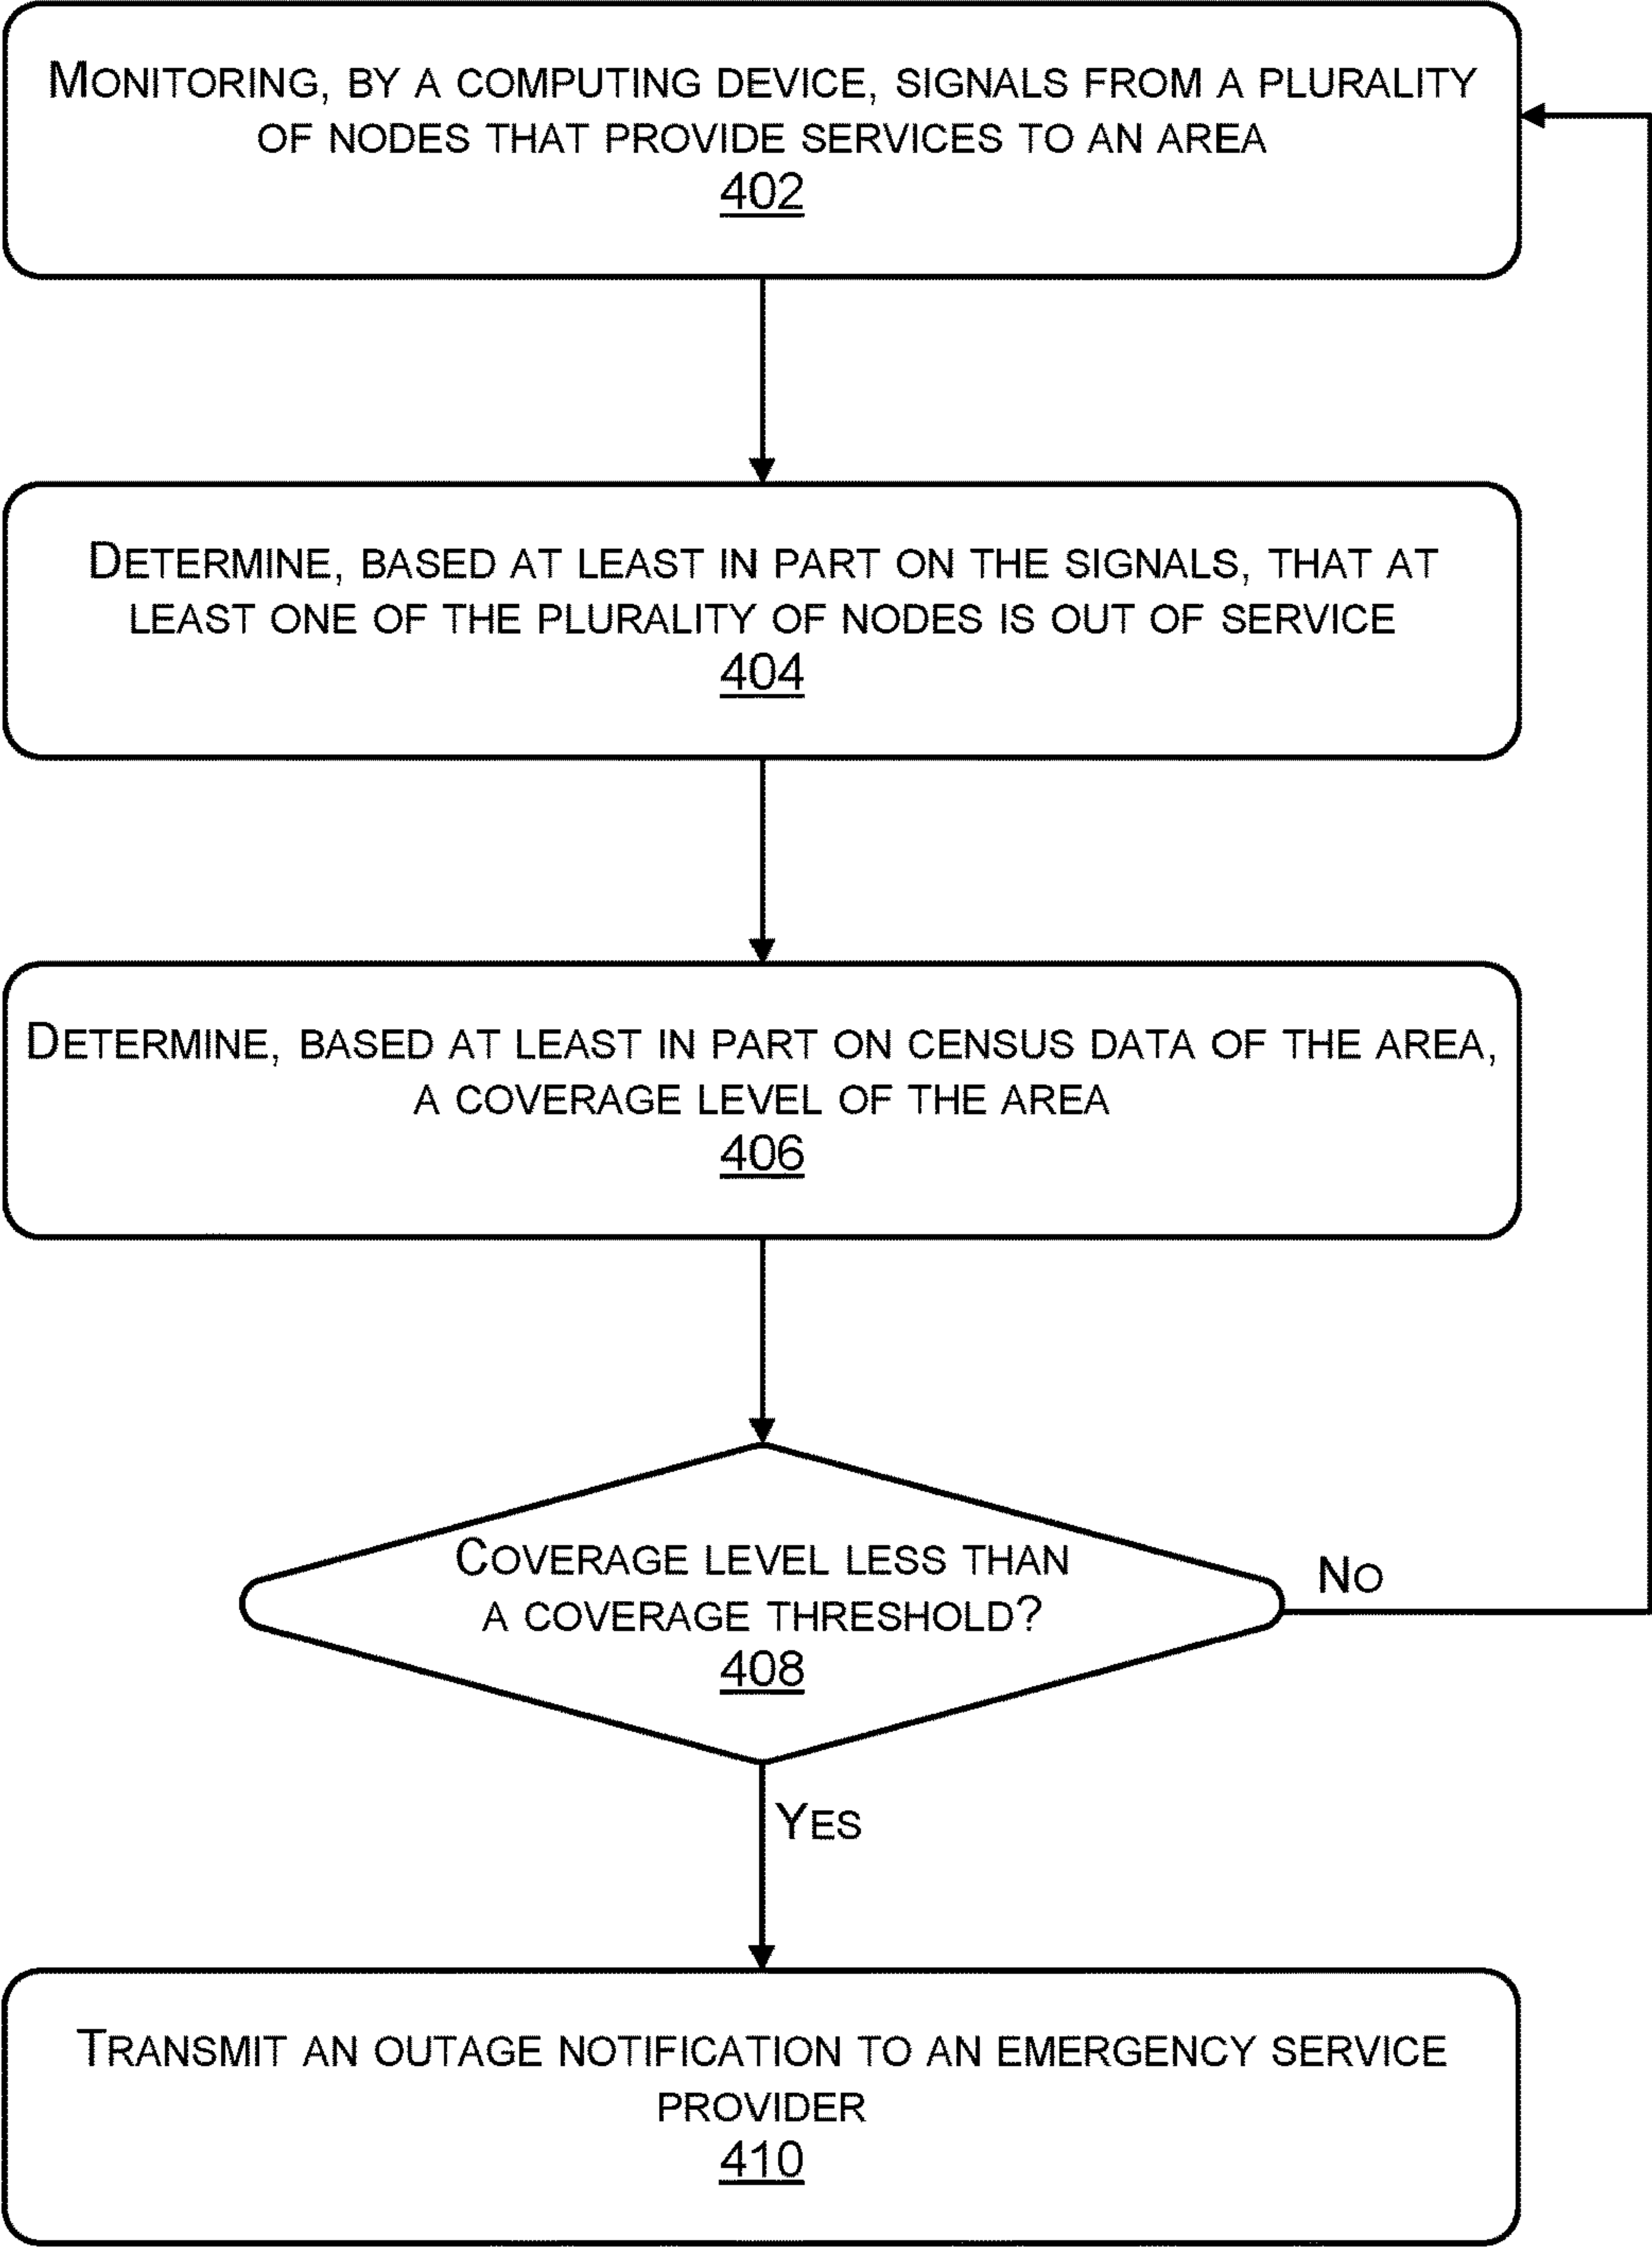 Monitoring, by a computing device, signals from a plurality
of nodes that provide services to an area
402
Determine, based at least in part on the signals, that at
least one of the plurality of nodes is out of service
404
Determine, based at least in part on census data of the area,
a coverage level of the area
406
Coverage level less than
a coverage threshold?
408
No
Yes
Transmit an outage notification to an emergency service
provider
410